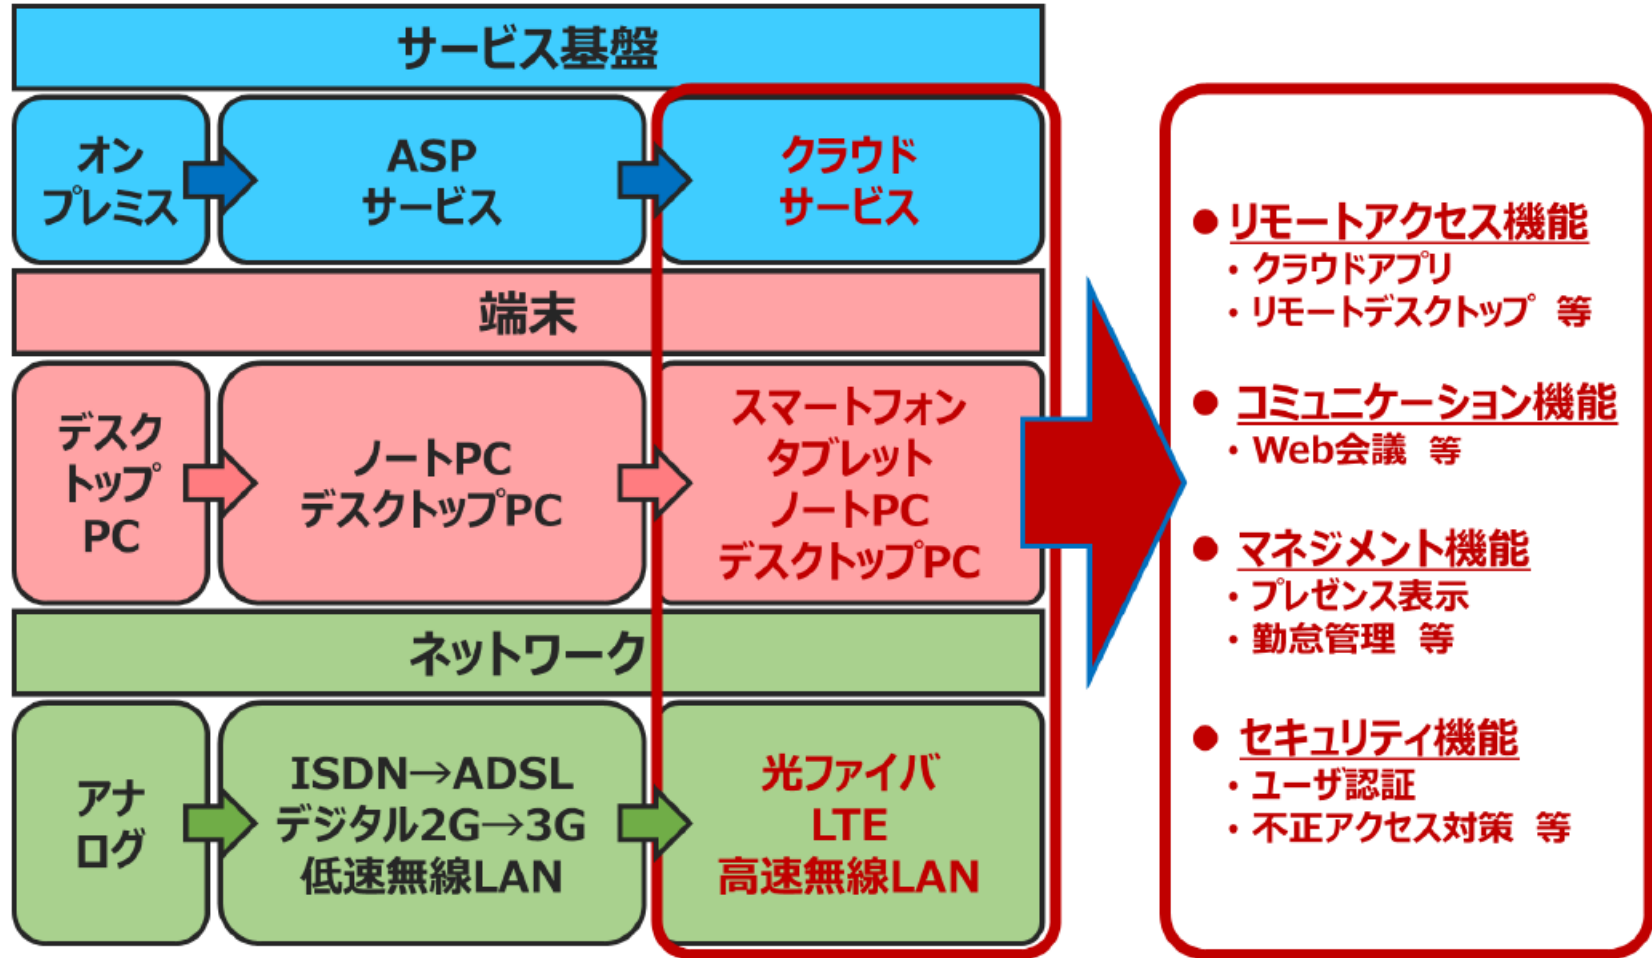 サービス基盤
オン
プレミス
ASP
サービス
クラウド
サービス
端末
デスク
トップ
PC
ノートPC
デスクトップPC
スマートフォン
タブレット
ノートPC
デスクトップPC
ネットワーク
アナ
ログ
ISDN→ADSL
デジタル2G→3G
低速無線LAN
光ファイバ
LTE
高速無線LAN
● リモートアクセス機能
・クラウドアプリ
・リモートデスクトップ 等
● コミュニケーション機能
・Web会議 等
● マネジメント機能
・プレゼンス表示
・勤怠管理 等
● セキュリティ機能
・ユーザ認証
・不正アクセス対策 等